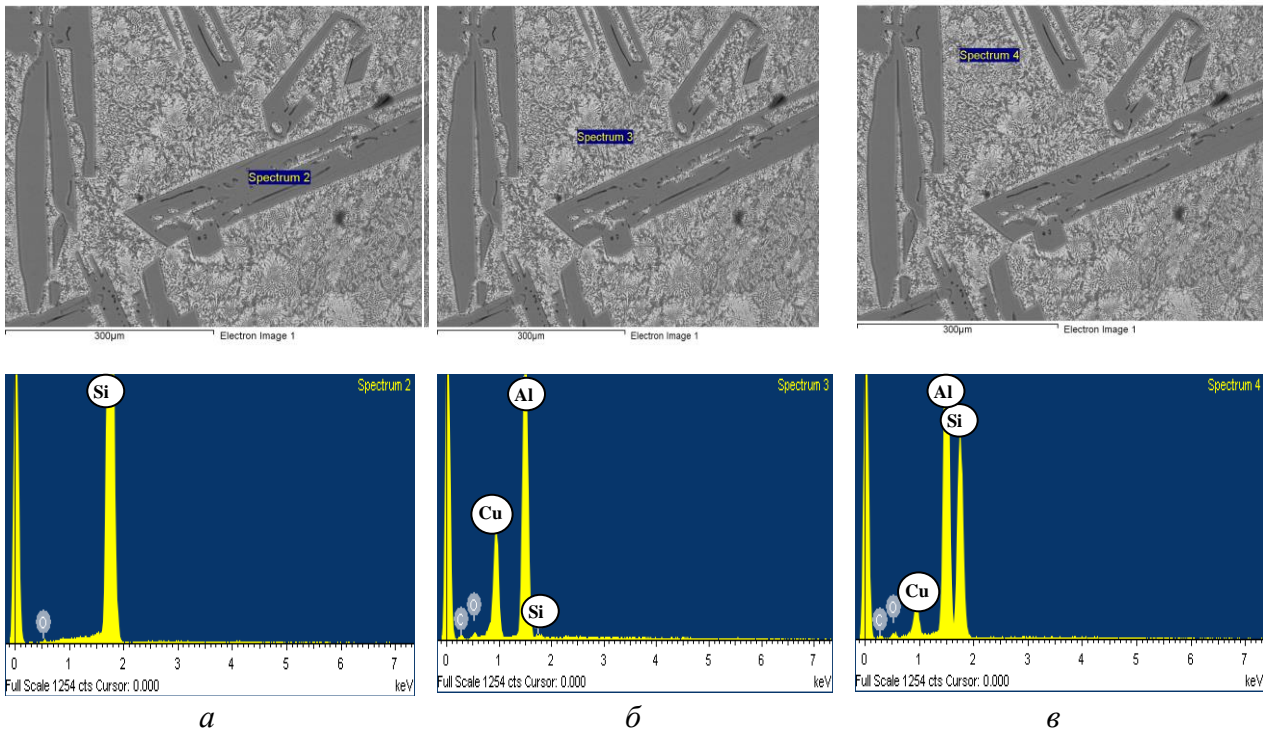 Spectrum 2
300µm
Electron Image 1
Spectrum 3
300µm
Electron Image 1
Spectrum 4
300µm
Electron Image 1
Spectrum 2
Si
O
0 1 2 3 4 5 6 7
Full Scale 1254 cts Cursor: 0.000
keV
Spectrum 3
Al
Cu
Si
C
O
0 1 2 3 4 5 6 7
Full Scale 1254 cts Cursor: 0.000
keV
Spectrum 4
Al
Si
Cu
C
O
0 1 2 3 4 5 6 7
Full Scale 1254 cts Cursor: 0.000
keV
а
б
в